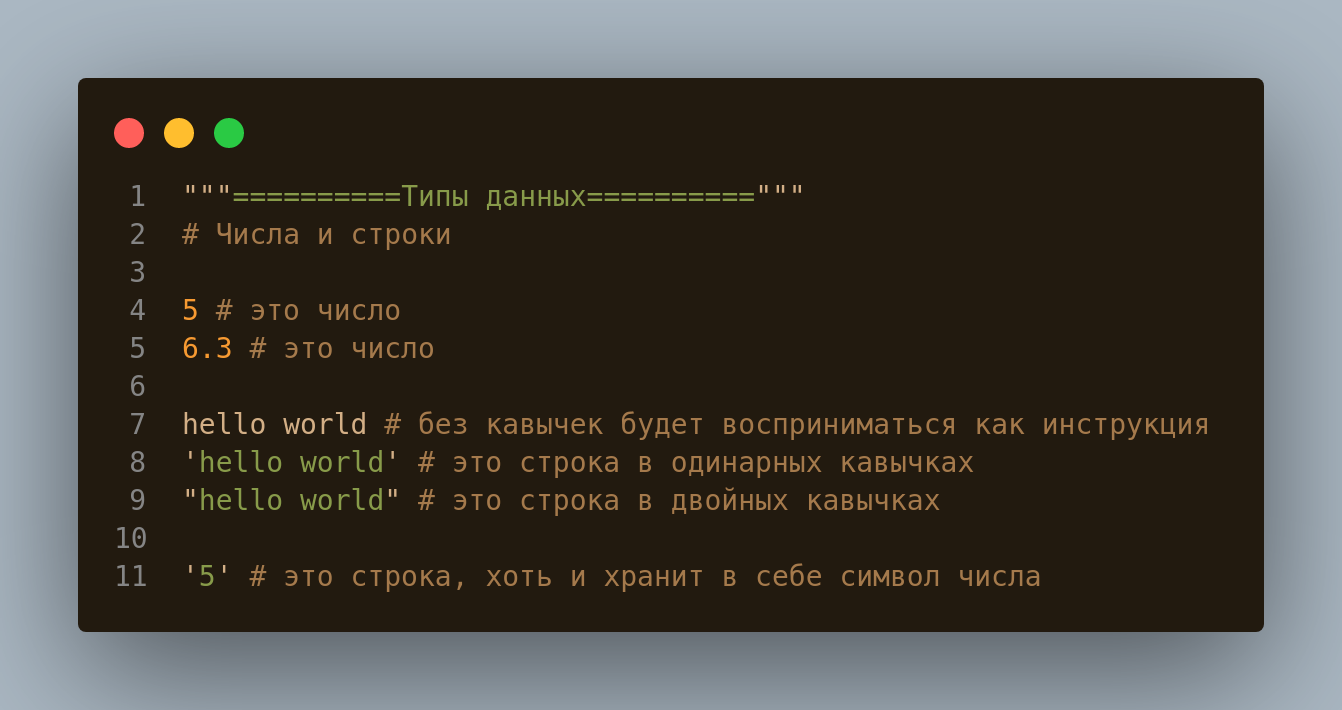 1 """==========Типы данных=========="""
2 # Числа и строки
3
4 5 # это число
5 6.3 # это число
6
7 hello world # без кавычек будет восприниматься как инструкция
8 'hello world' # это строка в одинарных кавычках
9 "hello world" # это строка в двойных кавычках
10
11 '5' # это строка, хоть и хранит в себе символ числа